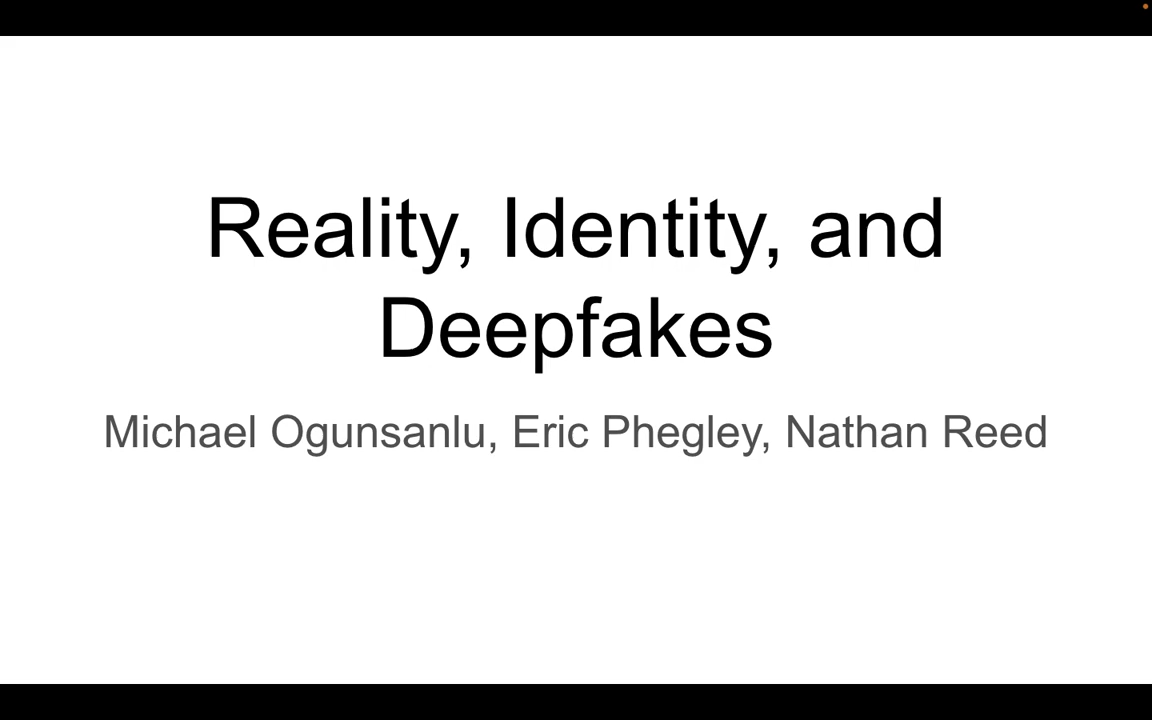 Reality, Identity, and
Deepfakes
Michael Ogunsanlu, Eric Phegley, Nathan Reed